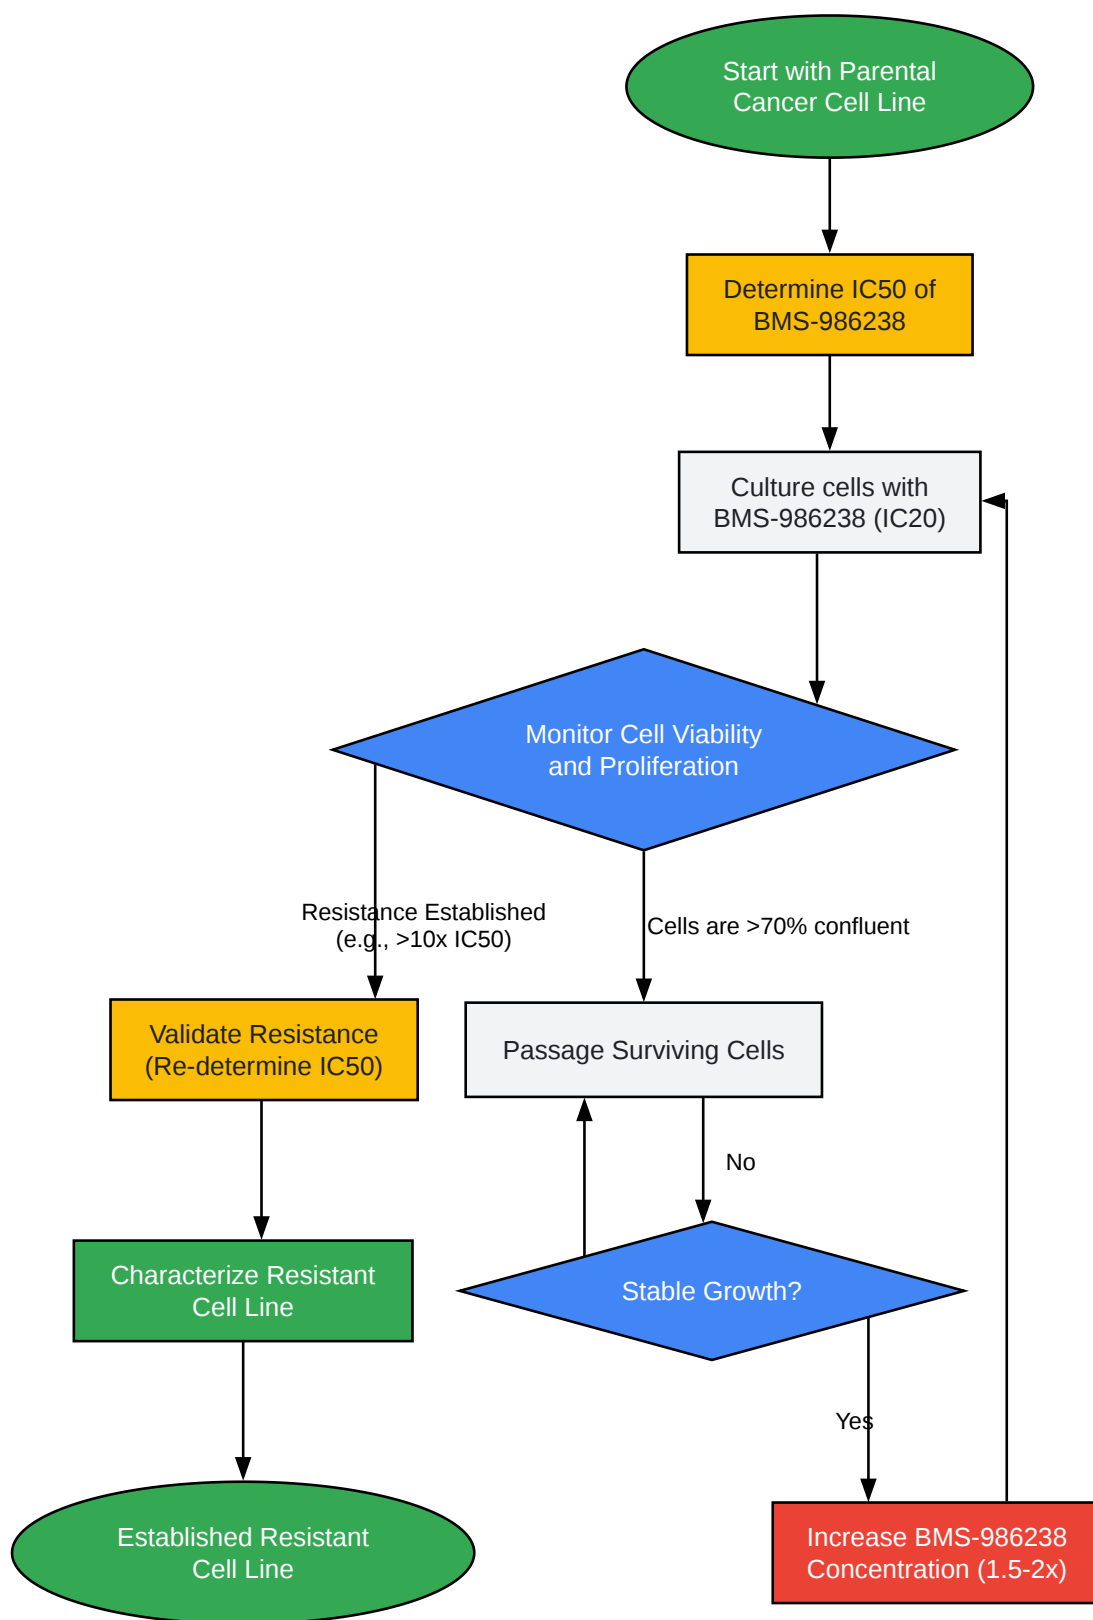 Start with Parental
Cancer Cell Line
Determine IC50 of
BMS-986238
Culture cells with
BMS-986238 (IC20)
Monitor Cell Viability
and Proliferation
Resistance Established
(e.g., >10x IC50)
Cells are >70% confluent
Validate Resistance
(Re-determine IC50)
Passage Surviving Cells
No
Characterize Resistant
Cell Line
Stable Growth?
Yes
Established Resistant
Cell Line
Increase BMS-986238
Concentration (1.5-2x)